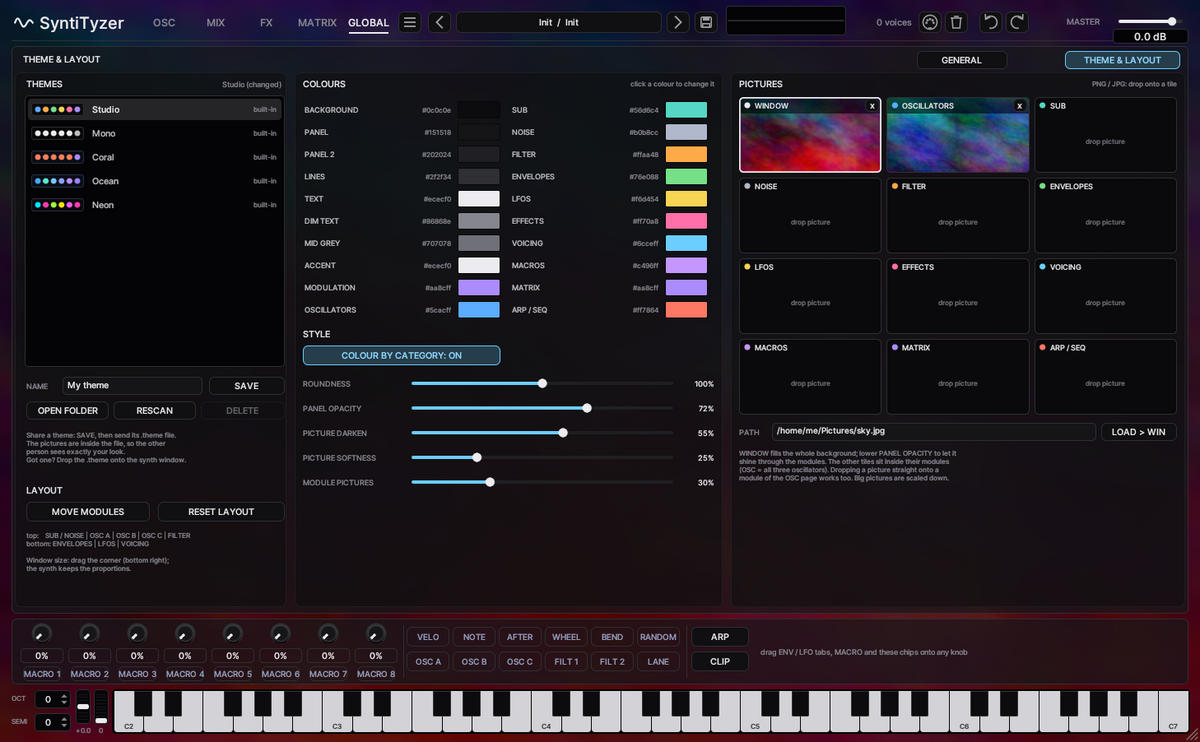 SyntiTyzer OSC MIX FX MATRIX GLOBAL Init / Init 0 voices MASTER
0.0 dB
THEME & LAYOUT GENERAL THEME & LAYOUT
THEMES Studio (changed)
Studio built-in
Mono built-in
Coral built-in
Ocean built-in
Neon built-in
NAME My theme SAVE
OPEN FOLDER RESCAN DELETE
Share a theme: SAVE, then send its .theme file.
The pictures are inside the file, so the other
person sees exactly your look.
Got one? Drop the .theme onto the synth window.
LAYOUT
MOVE MODULES RESET LAYOUT
top: SUB / NOISE | OSC A | OSC B | OSC C | FILTER
bottom: ENVELOPES | LFOS | VOICING
Window size: drag the corner (bottom right);
the synth keeps the proportions.
COLOURS click a colour to change it
BACKGROUND #0c0c0e SUB #56d6c4
PANEL #151518 NOISE #b0b8cc
PANEL 2 #202024 FILTER #ffaa48
LINES #2f2f34 ENVELOPES #76e088
TEXT #ececf0 LFOS #f6d454
DIM TEXT #86868e EFFECTS #ff70a8
MID GREY #707078 VOICING #6cceff
ACCENT #ececf0 MACROS #c496ff
MODULATION #aa8cff MATRIX #aa8cff
OSCILLATORS #5cacff ARP / SEQ #ff7864
STYLE
COLOUR BY CATEGORY: ON
ROUNDNESS 100%
PANEL OPACITY 72%
PICTURE DARKEN 55%
PICTURE SOFTNESS 25%
MODULE PICTURES 30%
PICTURES PNG / JPG: drop onto a tile
WINDOW x OSCILLATORS x SUB
drop picture
NOISE FILTER ENVELOPES
drop picture drop picture drop picture
LFOS EFFECTS VOICING
drop picture drop picture drop picture
MACROS MATRIX ARP / SEQ
drop picture drop picture drop picture
PATH /home/me/Pictures/sky.jpg LOAD > WIN
WINDOW fills the whole background; lower PANEL OPACITY to let it
shine through the modules. The other tiles sit inside their modules
(OSC = all three oscillators). Dropping a picture straight onto a
module of the OSC page works too. Big pictures are scaled down.
0% 0% 0% 0% 0% 0% 0% 0%
MACRO 1 MACRO 2 MACRO 3 MACRO 4 MACRO 5 MACRO 6 MACRO 7 MACRO 8
VELO NOTE AFTER WHEEL BEND RANDOM ARP
OSC A OSC B OSC C FILT 1 FILT 2 LANE CLIP
drag ENV / LFO tabs, MACRO and these chips onto any knob
OCT 0
SEMI 0
+0.0 0
C2 C3 C4 C5 C6 C7